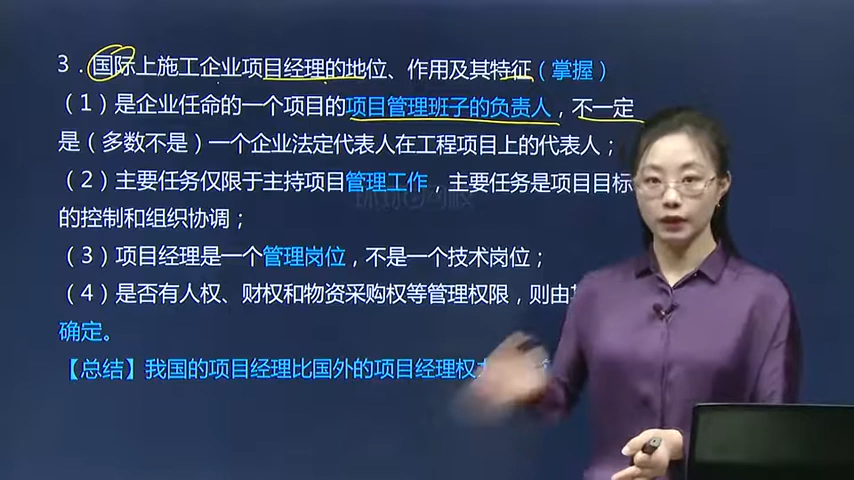 3．国际上施工企业项目经理的地位、作用及其特征（掌握）
（1）是企业任命的一个项目的项目管理班子的负责人，不一定
是（多数不是）一个企业法定代表人在工程项目上的代表人；
（2）主要任务仅限于主持项目管理工作，主要任务是项目目标
的控制和组织协调；
（3）项目经理是一个管理岗位，不是一个技术岗位；
（4）是否有人权、财权和物资采购权等管理权限，则由
确定。
【总结】我国的项目经理比国外的项目经理权